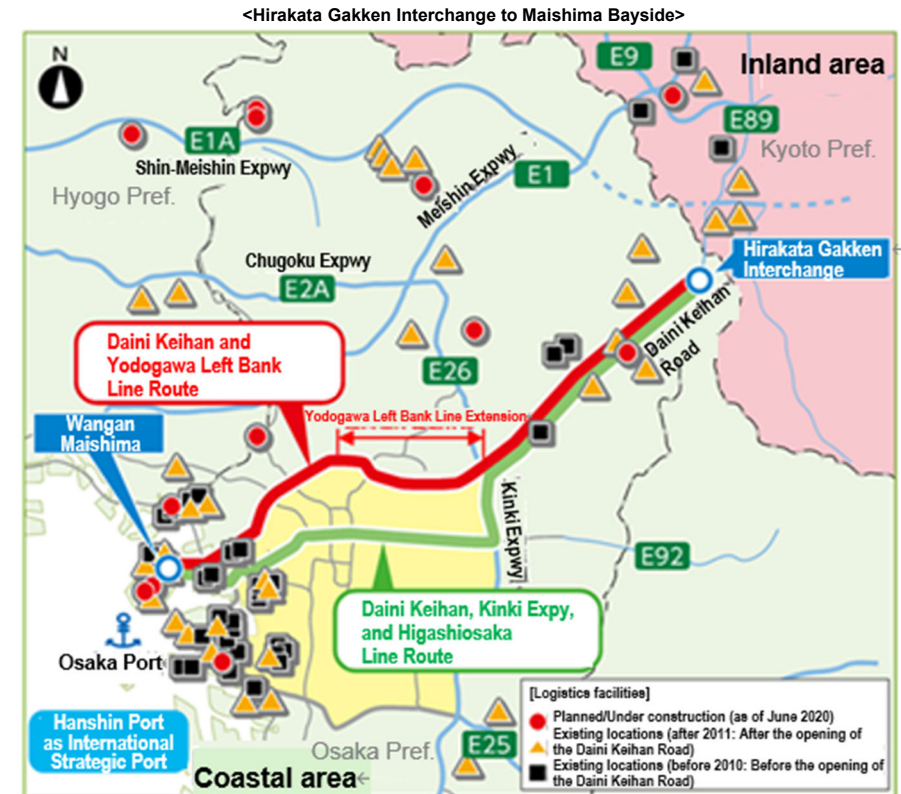 <Hirakata Gakken Interchange to Maishima Bayside>
N
E9
Inland area
E89
E1A
Shin-Meishin Expwy
Kyoto Pref.
Hyogo Pref.
Meishin Expwy
E1
Hirakata Gakken
Interchange
Chugoku Expwy
E2A
Daini Keihan
Road
Daini Keihan and
Yodogawa Left Bank
Line Route
E26
Yodogawa Left Bank Line Extension
Wangan
Maishima
Kinki Expwy
E92
Daini Keihan, Kinki Expy,
and Higashiosaka
Line Route
Osaka Port
[Logistics facilities]
Planned/Under construction (as of June 2020)
Existing locations (after 2011: After the opening of
the Daini Keihan Road)
Existing locations (before 2010: Before the opening of
the Daini Keihan Road)
Hanshin Port
as International
Strategic Port
Osaka Pref.
E25
Coastal area